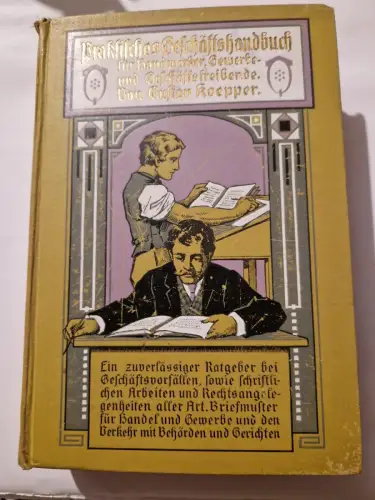 Praktisches Geschäftshandbuch
für Handwerker, Gewerbe-
und Geschäftstreibende.
Von Gustav Koepper.
Ein zuverlässiger Ratgeber bei
Geschäftsvorfällen, sowie schriftli-
chen Arbeiten und Rechtsangele-
genheiten aller Art. Briefmuster
für Handel und Gewerbe und den
Verkehr mit Behörden und Gerichten